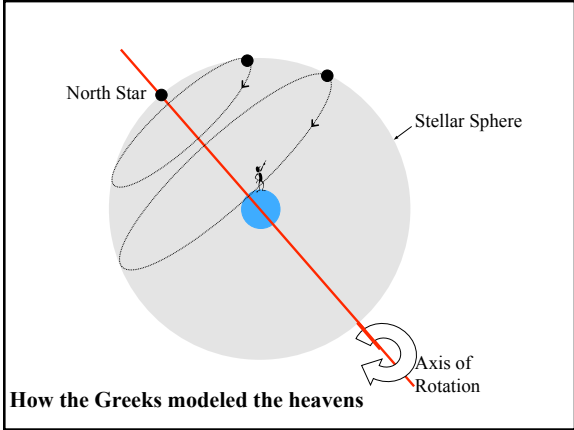 North Star
Stellar Sphere
Axis of
Rotation
How the Greeks modeled the heavens